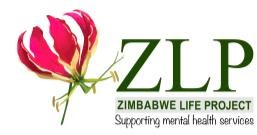 ZLP
ZIMBABWE LIFE PROJECT
Supporting mental health services